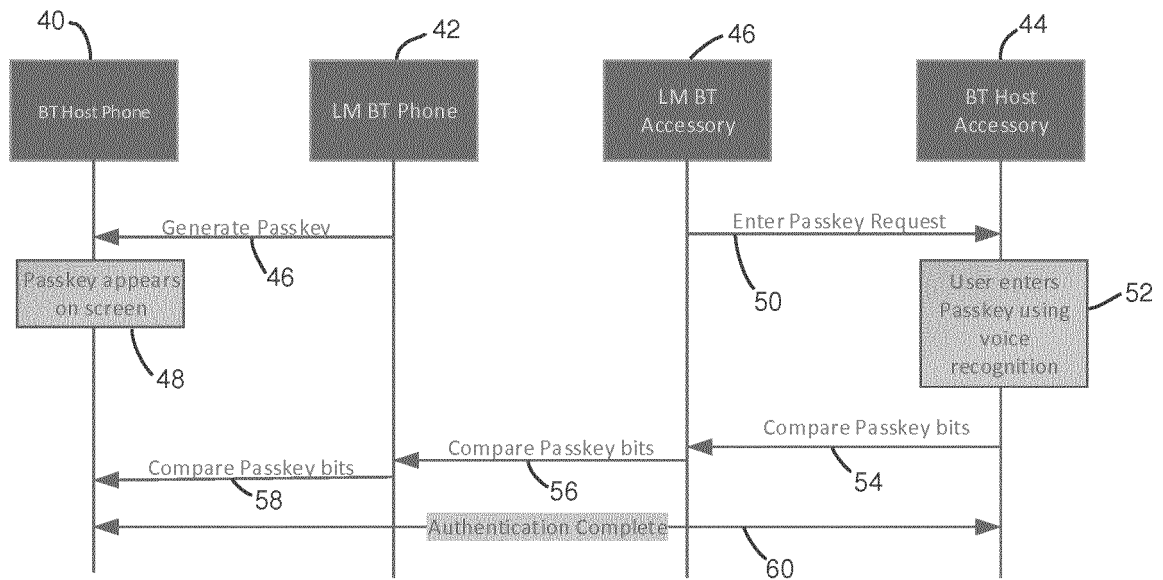 40
42
46
44
BT Host Phone
LM BT Phone
LM BT
Accessory
BT Host
Accessory
Generate Passkey
46
Enter Passkey Request
50
Passkey appears
on screen
48
User enters
Passkey using
voice
recognition
52
Compare Passkey bits
54
Compare Passkey bits
56
Compare Passkey bits
58
Authentication Complete
60